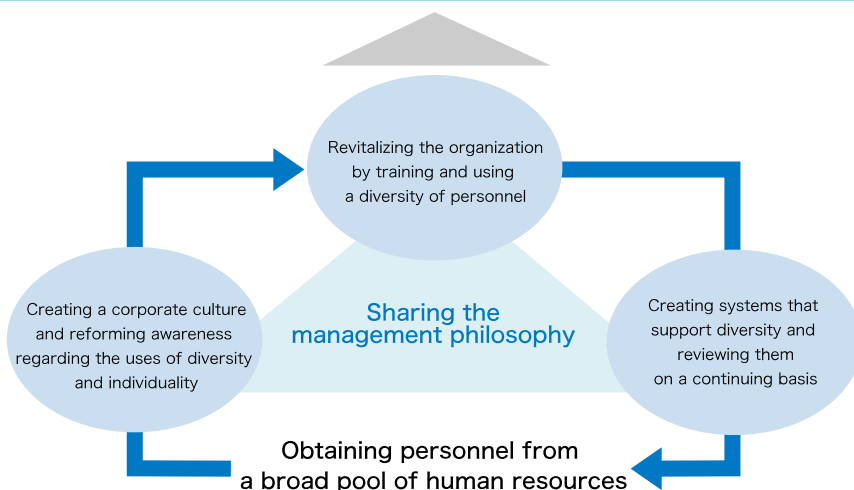 Revitalizing the organization
by training and using
a diversity of personnel
Creating a corporate culture
and reforming awareness
regarding the uses of diversity
and individuality
Sharing the
management philosophy
Creating systems that
support diversity and
reviewing them
on a continuing basis
Obtaining personnel from
a broad pool of human resources